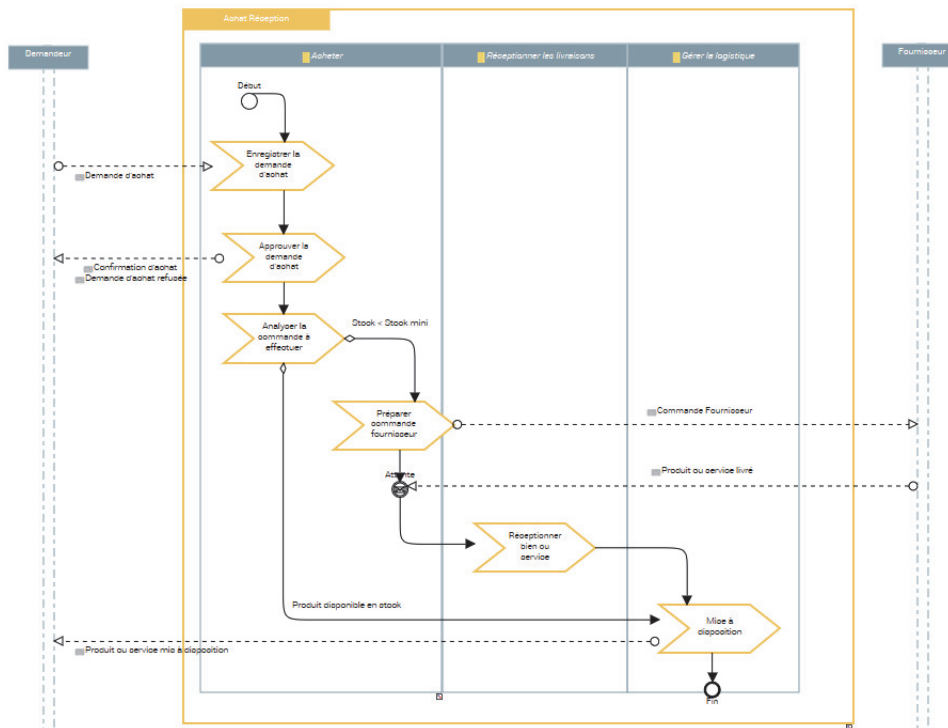 Achat Réception
Demandeur
Acheter
Réceptionner les livraisons
Gérer le logistique
Fournisseur
Début
Enregistrer la
demande
d'achat
Demande d'achat
Approuver la
demande
d'achat
Confirmation d'achat
Demande d'achat refusée
Analyser la
commande à
effectuer
Stock < Stock mini
Préparer
commande
fournisseur
Commande Fournisseur
Attente
Produit ou service livré
Réceptionner
bien ou
service
Produit disponible en stock
Mise à
disposition
Produit ou service mis à disposition
Fin